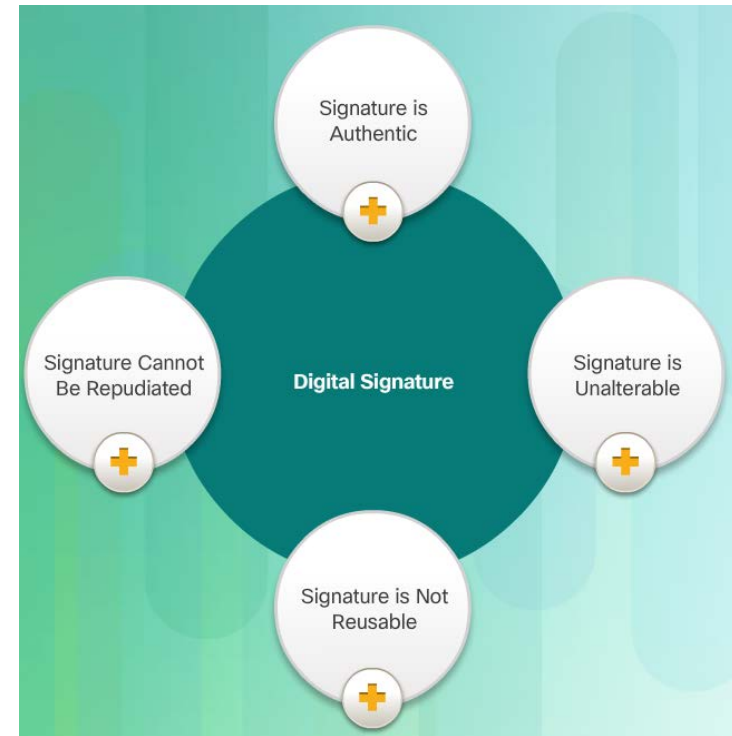 Signature is
Authentic
Signature Cannot
Be Repudiated
Digital Signature
Signature is
Unalterable
Signature is Not
Reusable